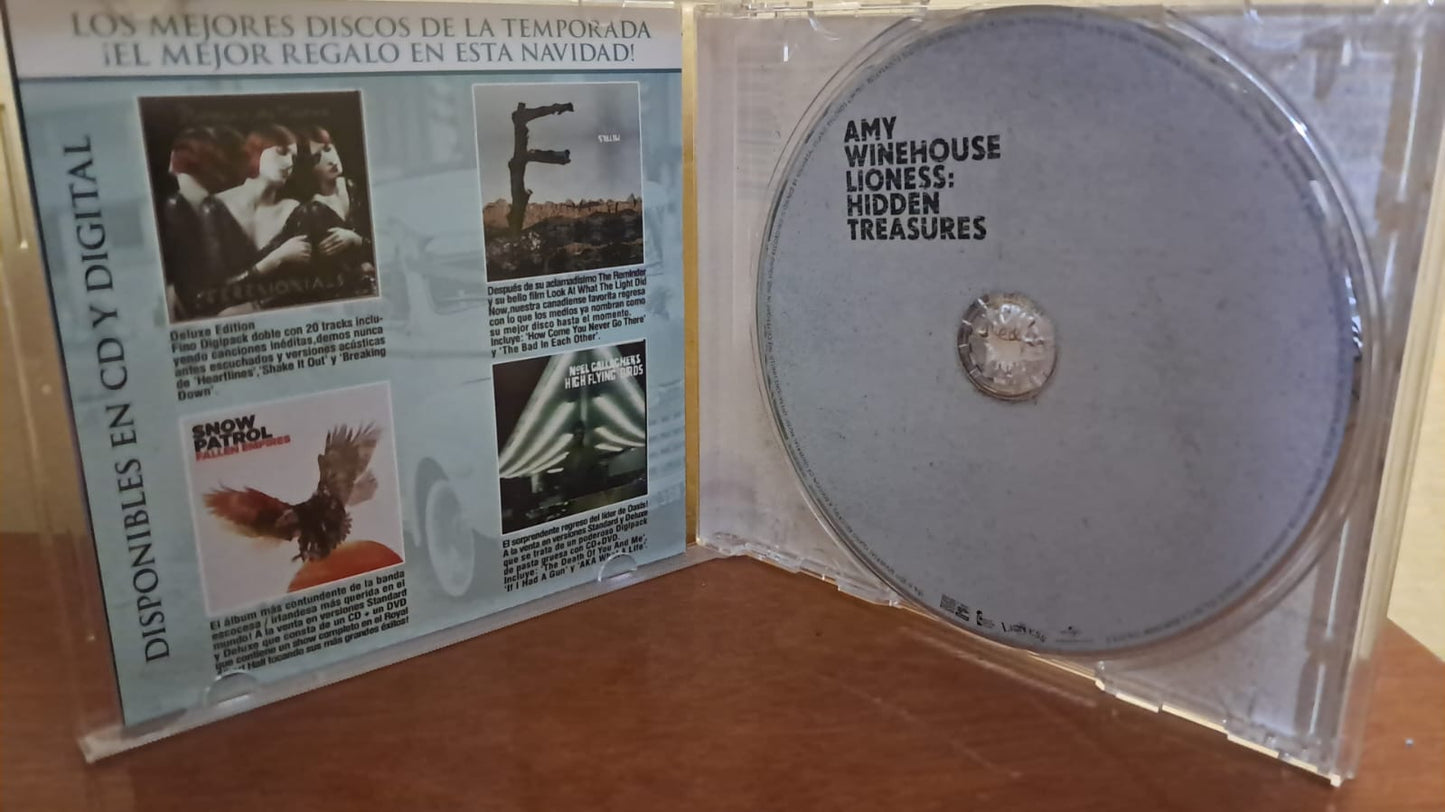 LOS MEJORES DISCOS DE LA TEMPORADA
¡EL MEJOR REGALO EN ESTA NAVIDAD!
DISPONIBLES EN CD Y DIGITAL
CEREMONIALS
Deluxe Edition
Fino Digipack doble con 20 tracks inclu-
yendo canciones inéditas,demos nunca
antes escuchados y versiones acústicas
de 'Heartlines','Shake It Out' y 'Breaking
Down'.
METALS
Después de su aclamadísimo The Reminder
y su bello film Look At What The Light Did
Now,nuestra canadiense favorita regresa
con lo que los medios ya nombran como
su mejor disco hasta el momento.
Incluye: 'How Come You Never Go There'
y 'The Bad In Each Other'.
SNOW
PATROL
FALLEN EMPIRES
El álbum más contundente de la banda
escocesa / irlandesa más querida en el
mundo! A la venta en versiones Standard
y Deluxe que consta de un CD + un DVD
que contiene un show completo en el Royal
Hall tocando sus más grandes éxitos!
NOEL GALLAGHER'S
HIGH FLYING BIRDS
El sorprendente regreso del líder de Oasis!
A la venta en versiones Standard y Deluxe
que se trata de un poderoso Digipack
de pasta gruesa con CD+DVD.
Incluye: 'The Death Of You And Me',
'If I Had A Gun' y 'AKA What A Life'.
AMY
WINEHOUSE
LIONESS:
HIDDEN
TREASURES
LIONESS